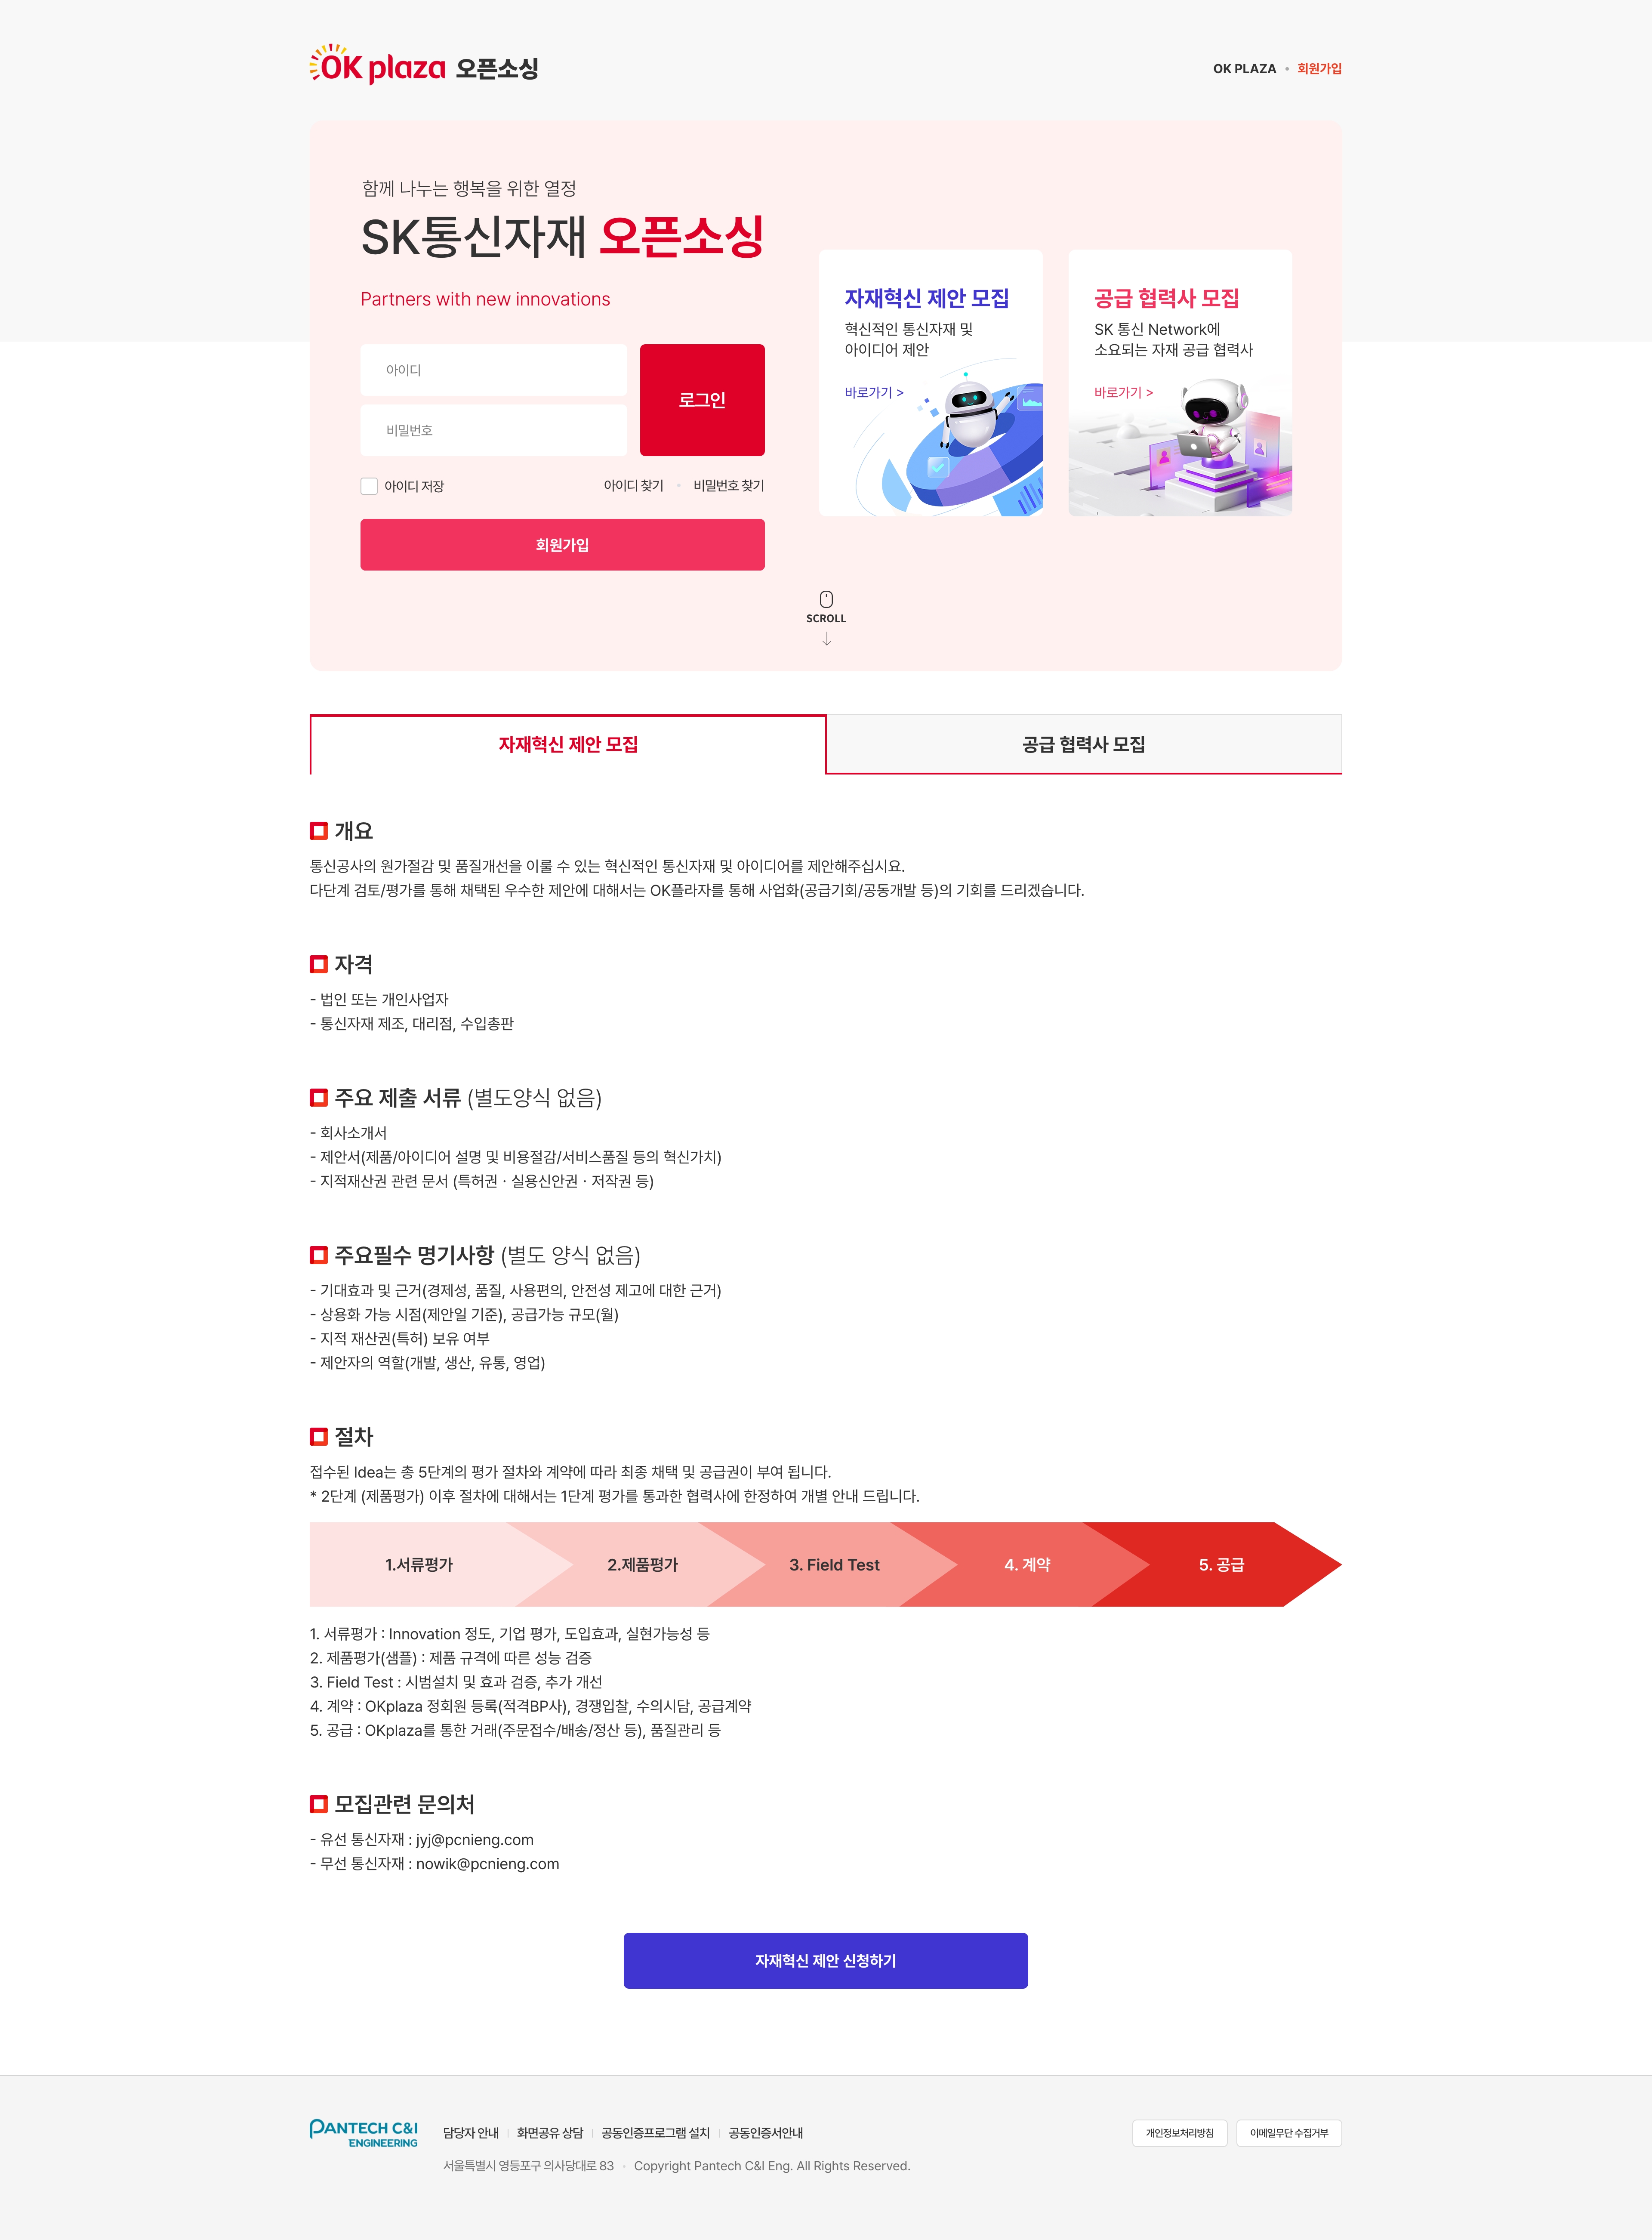 OK plaza 오픈소싱
OK PLAZA • 회원가입
함께 나누는 행복을 위한 열정
SK통신자재 오픈소싱
Partners with new innovations
아이디
비밀번호
로그인
아이디 저장
아이디 찾기 • 비밀번호 찾기
회원가입
자재혁신 제안 모집
혁신적인 통신자재 및
아이디어 제안
바로가기 >
공급 협력사 모집
SK 통신 Network에
소요되는 자재 공급 협력사
바로가기 >
SCROLL
자재혁신 제안 모집
공급 협력사 모집
개요
통신공사의 원가절감 및 품질개선을 이룰 수 있는 혁신적인 통신자재 및 아이디어를 제안해주십시요.
다단계 검토/평가를 통해 채택된 우수한 제안에 대해서는 OK플라자를 통해 사업화(공급기회/공동개발 등)의 기회를 드리겠습니다.
자격
- 법인 또는 개인사업자
- 통신자재 제조, 대리점, 수입총판
주요 제출 서류 (별도양식 없음)
- 회사소개서
- 제안서(제품/아이디어 설명 및 비용절감/서비스품질 등의 혁신가치)
- 지적재산권 관련 문서 (특허권 · 실용신안권 · 저작권 등)
주요필수 명기사항 (별도 양식 없음)
- 기대효과 및 근거(경제성, 품질, 사용편의, 안전성 제고에 대한 근거)
- 상용화 가능 시점(제안일 기준), 공급가능 규모(월)
- 지적 재산권(특허) 보유 여부
- 제안자의 역할(개발, 생산, 유통, 영업)
절차
접수된 Idea는 총 5단계의 평가 절차와 계약에 따라 최종 채택 및 공급권이 부여 됩니다.
* 2단계 (제품평가) 이후 절차에 대해서는 1단계 평가를 통과한 협력사에 한정하여 개별 안내 드립니다.
1.서류평가
2.제품평가
3. Field Test
4. 계약
5. 공급
1. 서류평가 : Innovation 정도, 기업 평가, 도입효과, 실현가능성 등
2. 제품평가(샘플) : 제품 규격에 따른 성능 검증
3. Field Test : 시범설치 및 효과 검증, 추가 개선
4. 계약 : OKplaza 정회원 등록(적격BP사), 경쟁입찰, 수의시담, 공급계약
5. 공급 : OKplaza를 통한 거래(주문접수/배송/정산 등), 품질관리 등
모집관련 문의처
- 유선 통신자재 : jyj@pcnieng.com
- 무선 통신자재 : nowik@pcnieng.com
자재혁신 제안 신청하기
PANTECH C&I
ENGINEERING
담당자 안내 | 화면공유 상담 | 공동인증프로그램 설치 | 공동인증서안내
개인정보처리방침
이메일무단 수집거부
서울특별시 영등포구 의사당대로 83 • Copyright Pantech C&I Eng. All Rights Reserved.